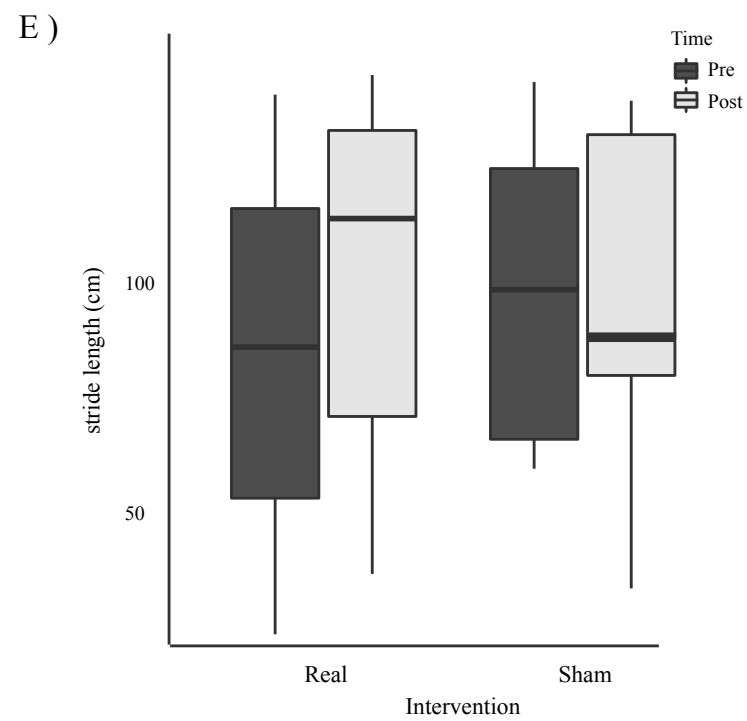 E )
Time
Pre
Post
stride length (cm)
100
50
Real Sham
Intervention